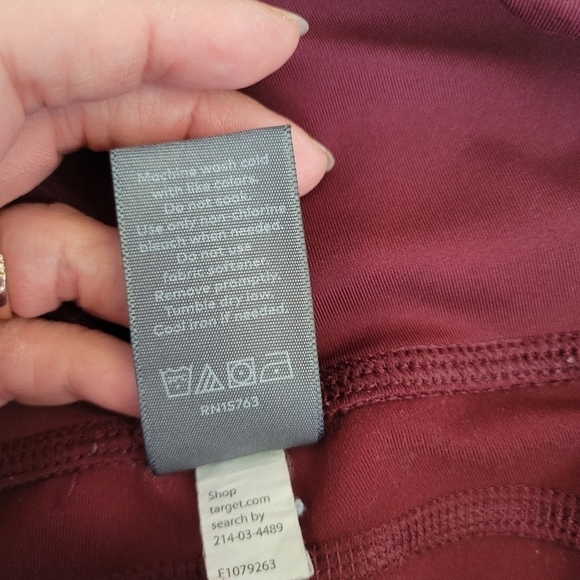 Machine wash cold
with like colors.
Do not soak.
Use only non-chlorine
bleach when needed.
Do not use
fabric softener.
Remove promptly.
Tumble dry low.
Cool iron if needed.
RN15763
Shop
target.com
search by
214-03-4489
E1079263